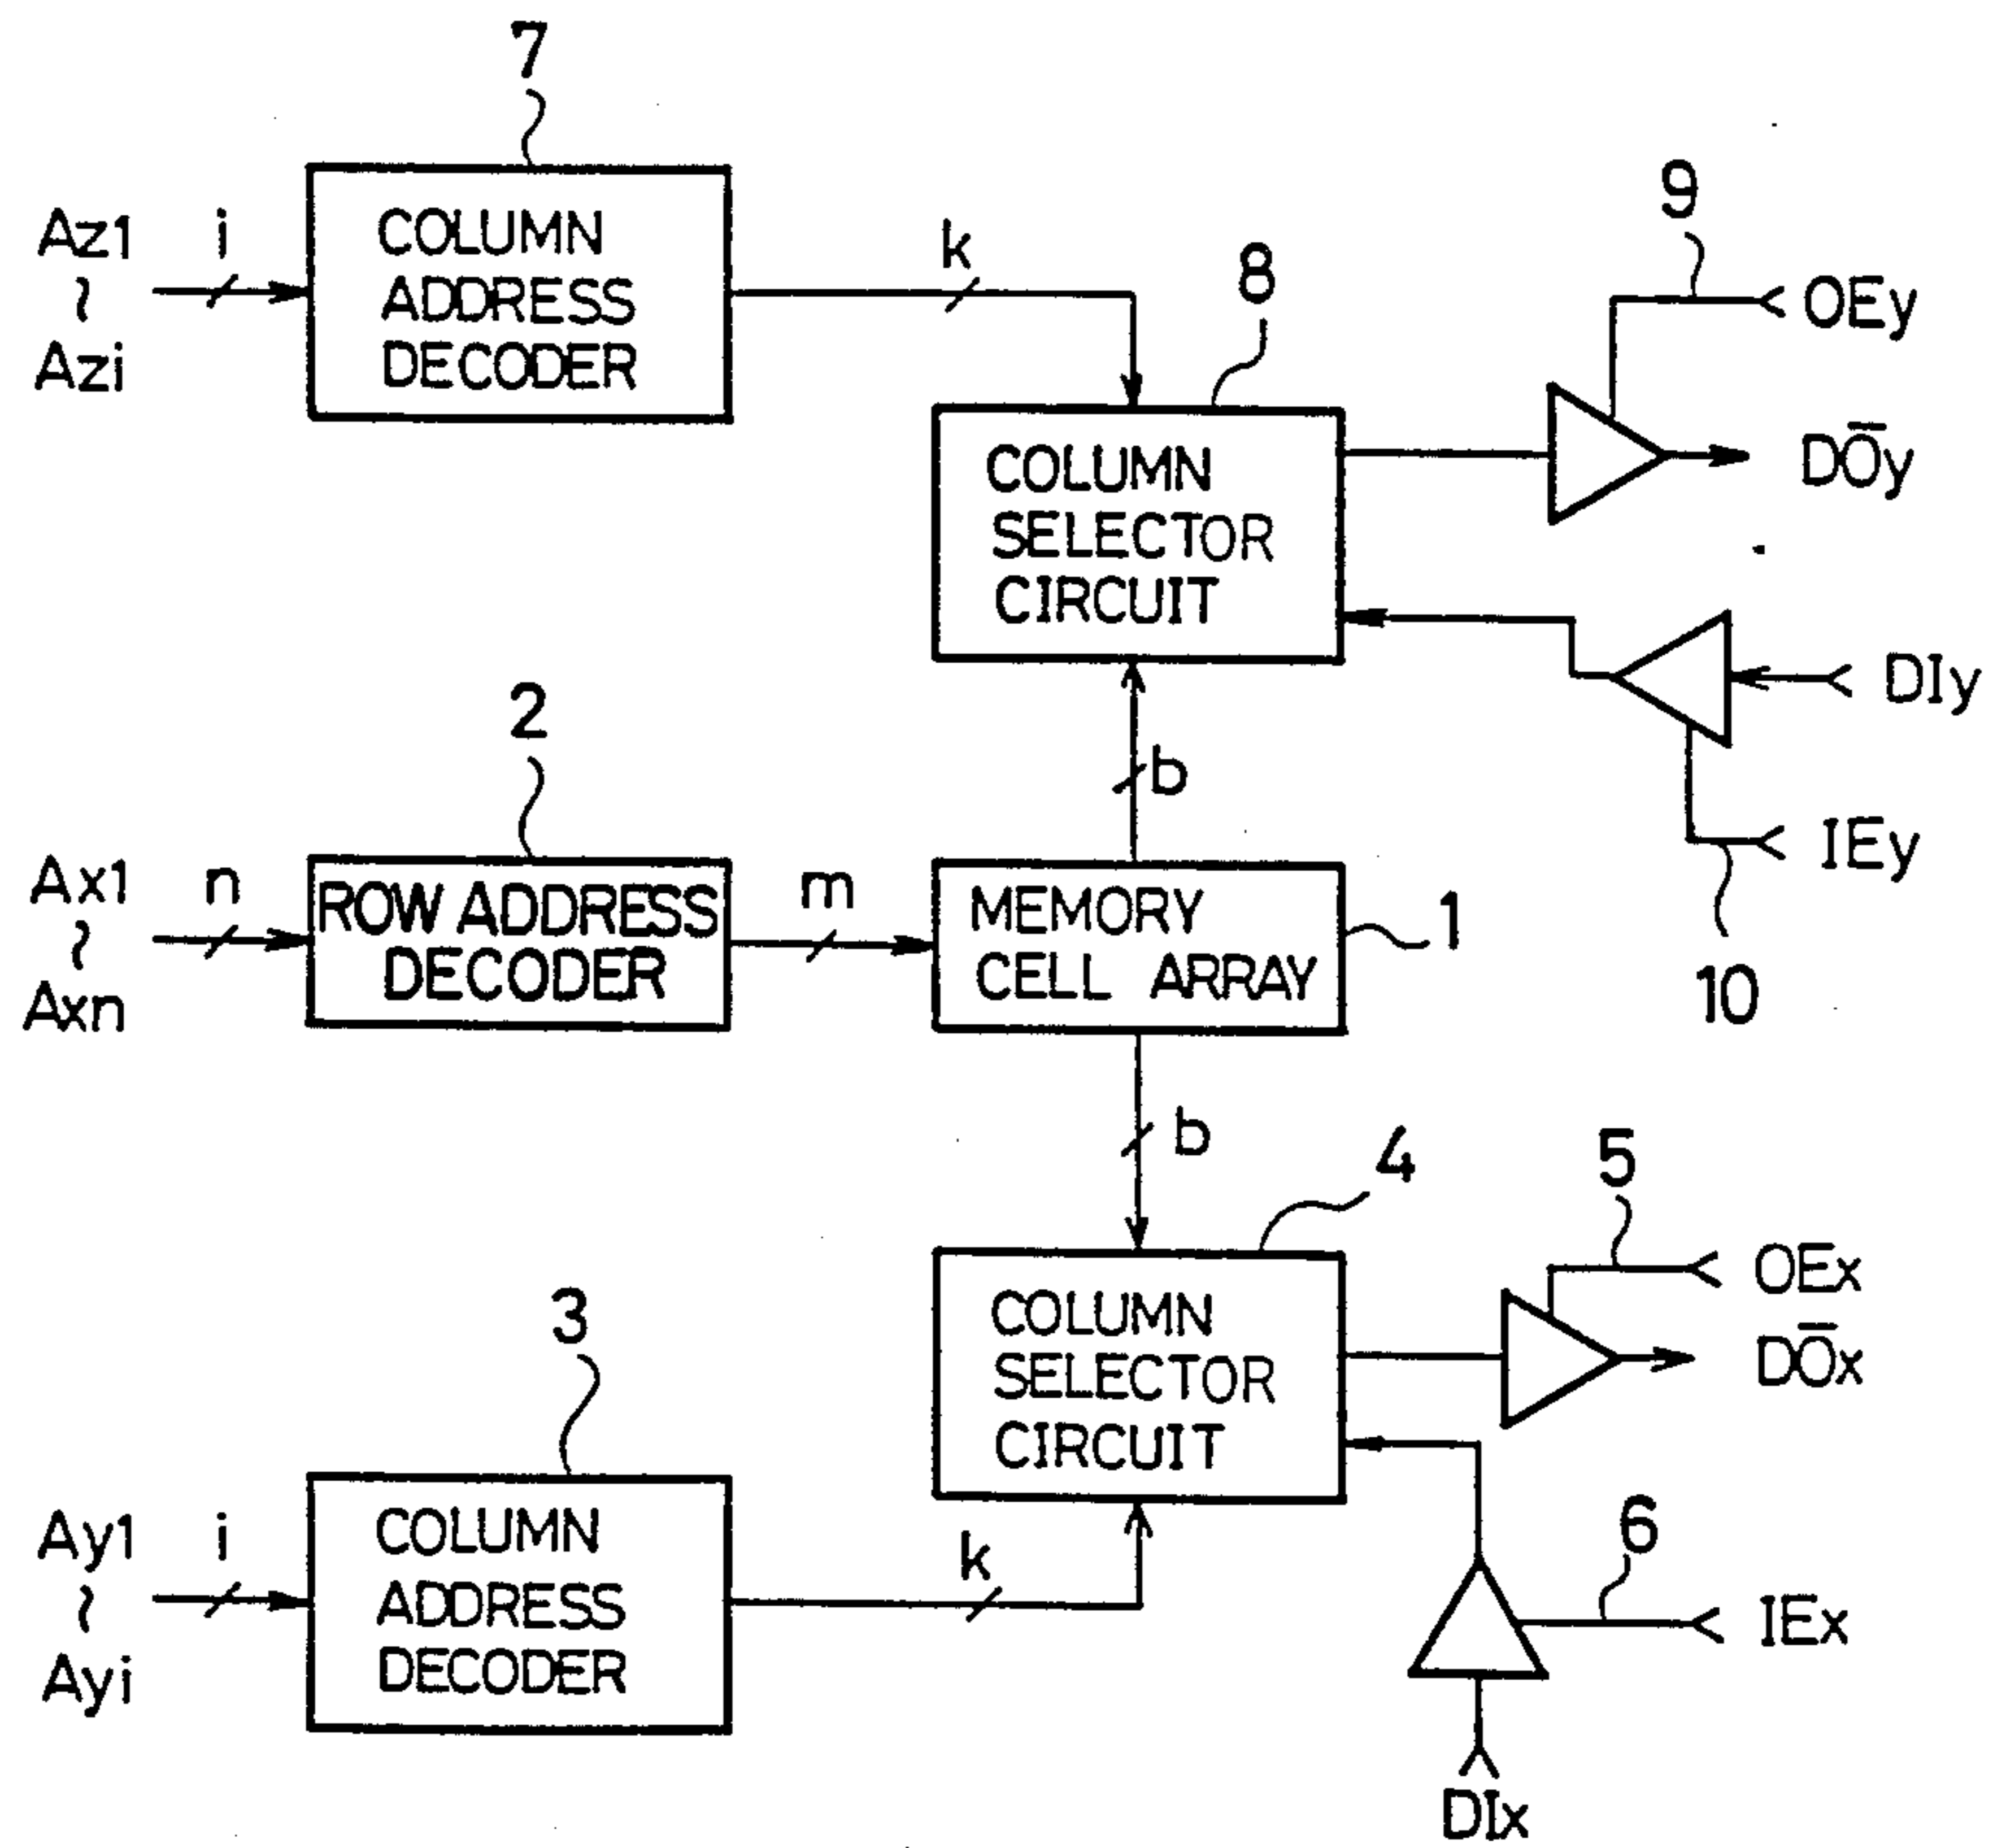 7
Az1
~
Azi
i
COLUMN
ADDRESS
DECODER
k
8
9
OEy
DO̅y
COLUMN
SELECTOR
CIRCUIT
DIy
IEy
10
b
2
Ax1
~
Axn
n
ROW ADDRESS
DECODER
m
MEMORY
CELL ARRAY
1
b
4
5
OEx
DO̅x
COLUMN
SELECTOR
CIRCUIT
6
IEx
DIx
3
Ay1
~
Ayi
i
COLUMN
ADDRESS
DECODER
k